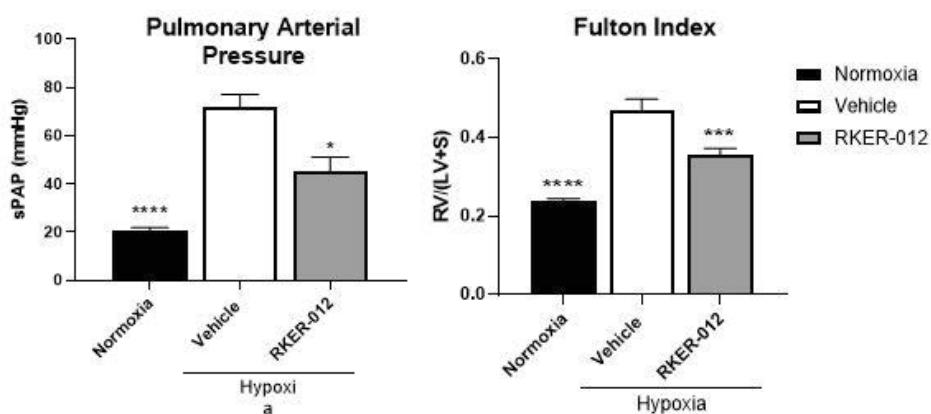 Pulmonary Arterial
Pressure
sPAP (mmHg)
100
80
60
40
20
0
****
*
Normoxia
Vehicle
RKER-012
Hypoxi
a
Fulton Index
RV/(LV+S)
0.6
0.4
0.2
0.0
****
***
Normoxia
Vehicle
RKER-012
Hypoxia
Normoxia
Vehicle
RKER-012